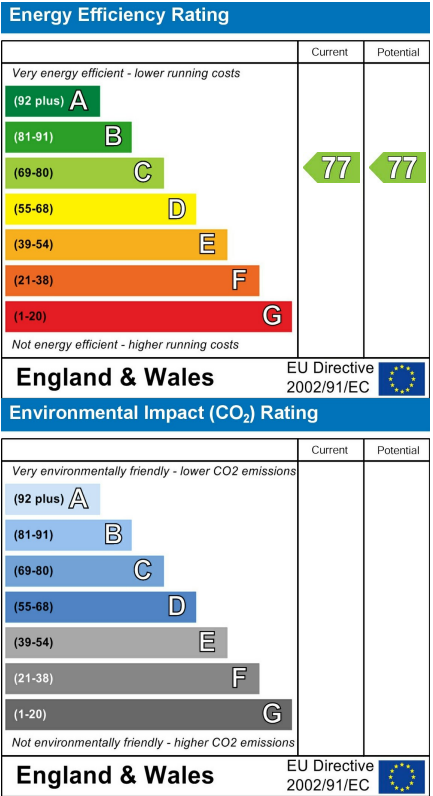 Energy Efficiency Rating
Current Potential
Very energy efficient - lower running costs
(92 plus) A
(81-91) B
(69-80) C 77 77
(55-68) D
(39-54) E
(21-38) F
(1-20) G
Not energy efficient - higher running costs
England & Wales EU Directive 2002/91/EC
Environmental Impact (CO₂) Rating
Current Potential
Very environmentally friendly - lower CO2 emissions
(92 plus) A
(81-91) B
(69-80) C
(55-68) D
(39-54) E
(21-38) F
(1-20) G
Not environmentally friendly - higher CO2 emissions
England & Wales EU Directive 2002/91/EC